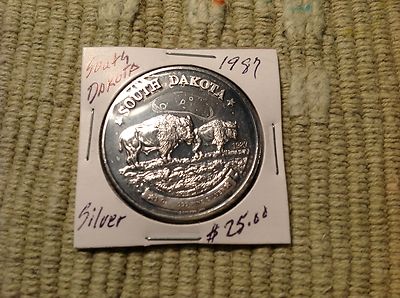 South
DAKOTA
1987
★ SOUTH DAKOTA ★
Silver
$25.00